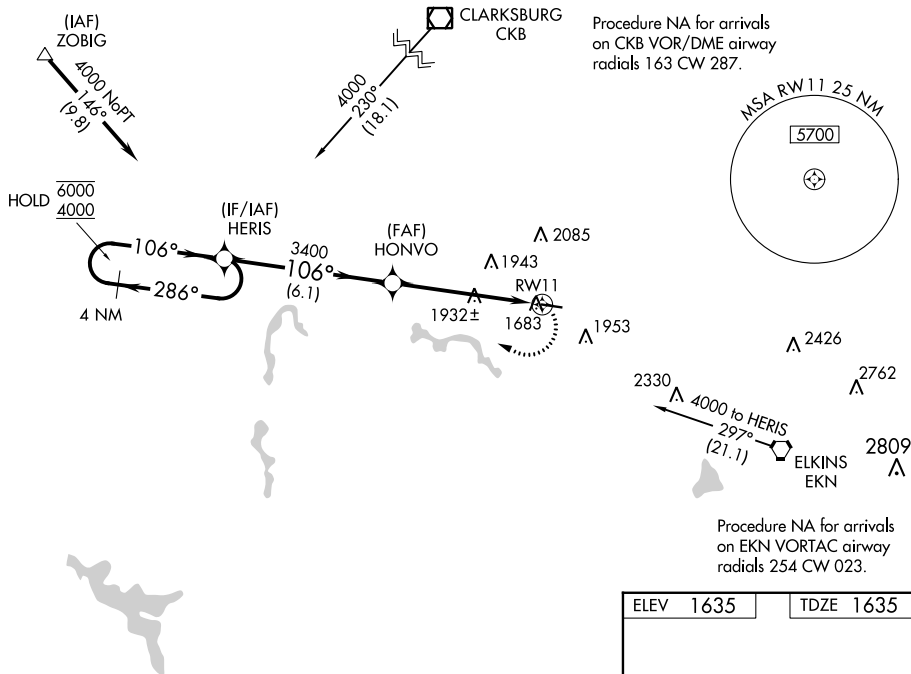 (IAF)
ZOBIG
4000 NoPT
146°
(9.8)
CLARKSBURG
CKB
4000
230°
(18.1)
Procedure NA for arrivals
on CKB VOR/DME airway
radials 163 CW 287.
MSA RW11 25 NM
5700
HOLD
6000
4000
(IF/IAF)
HERIS
106°
286°
4 NM
3400
106°
(6.1)
(FAF)
HONVO
2085
1943
RW11
1932±
1683
1953
2426
2762
2330
4000 to HERIS
297°
(21.1)
ELKINS
EKN
2809
Procedure NA for arrivals
on EKN VORTAC airway
radials 254 CW 023.
ELEV 1635
TDZE 1635